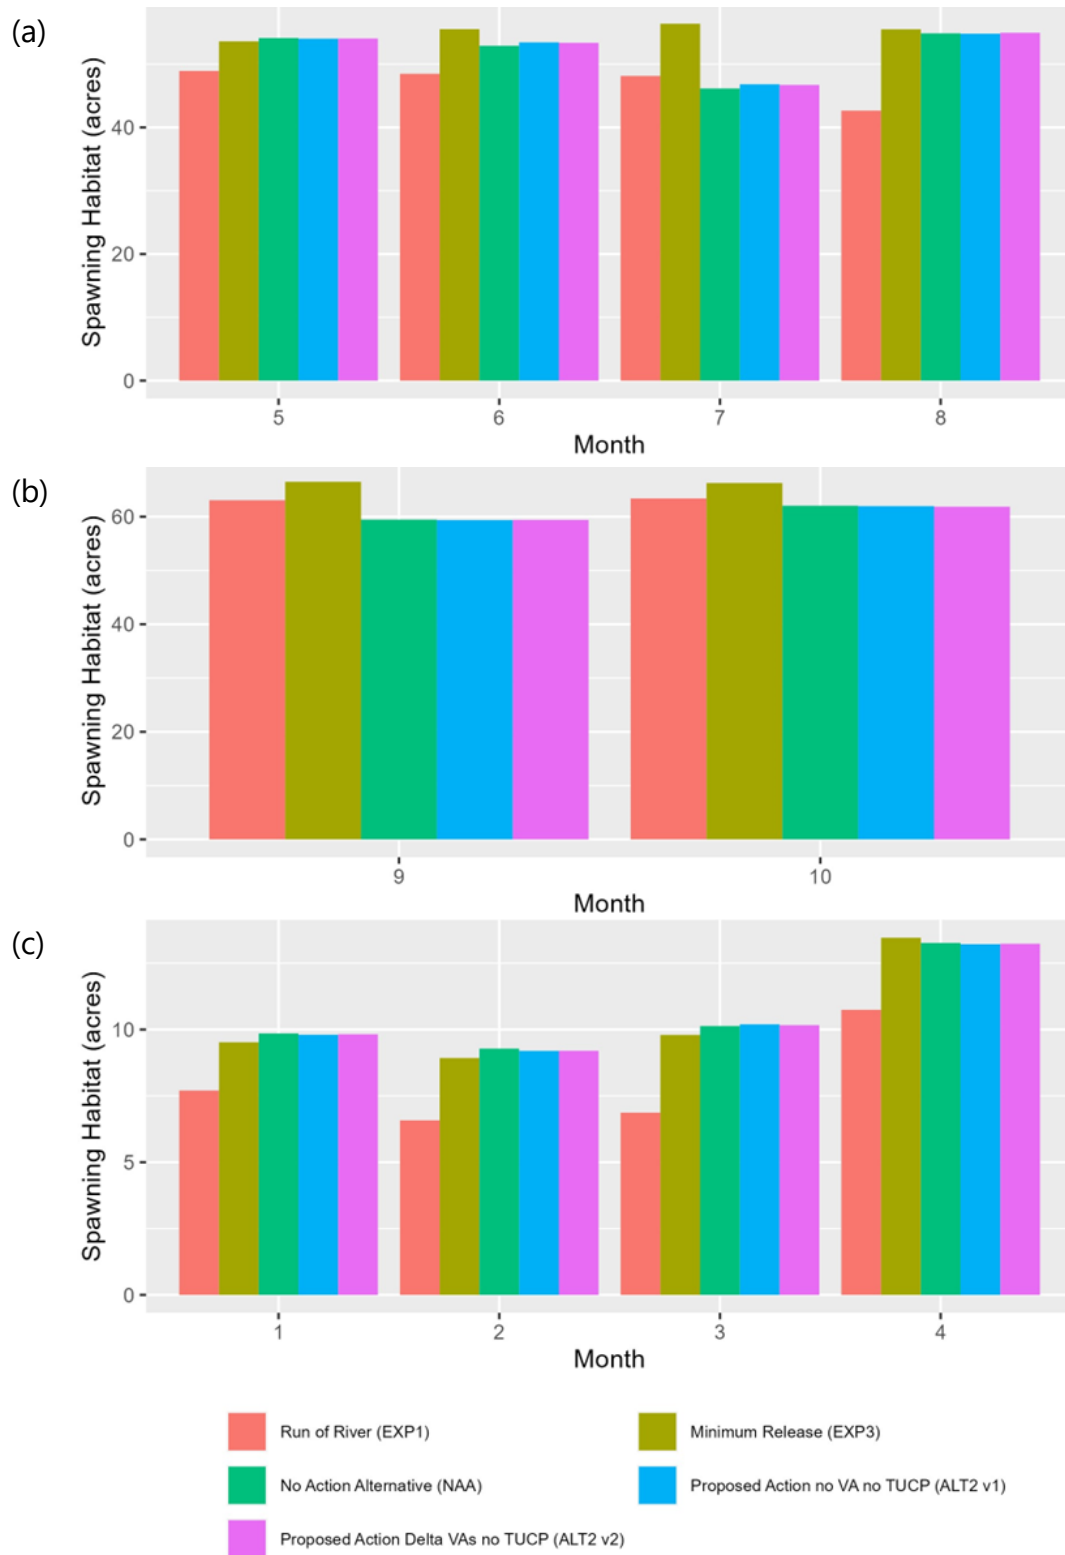 (a)
Spawning Habitat (acres)
40
20
0
5 6 7 8
Month
(b)
Spawning Habitat (acres)
60
40
20
0
9 10
Month
(c)
Spawning Habitat (acres)
10
5
0
1 2 3 4
Month
Run of River (EXP1)
Minimum Release (EXP3)
No Action Alternative (NAA)
Proposed Action no VA no TUCP (ALT2 v1)
Proposed Action Delta VAs no TUCP (ALT2 v2)